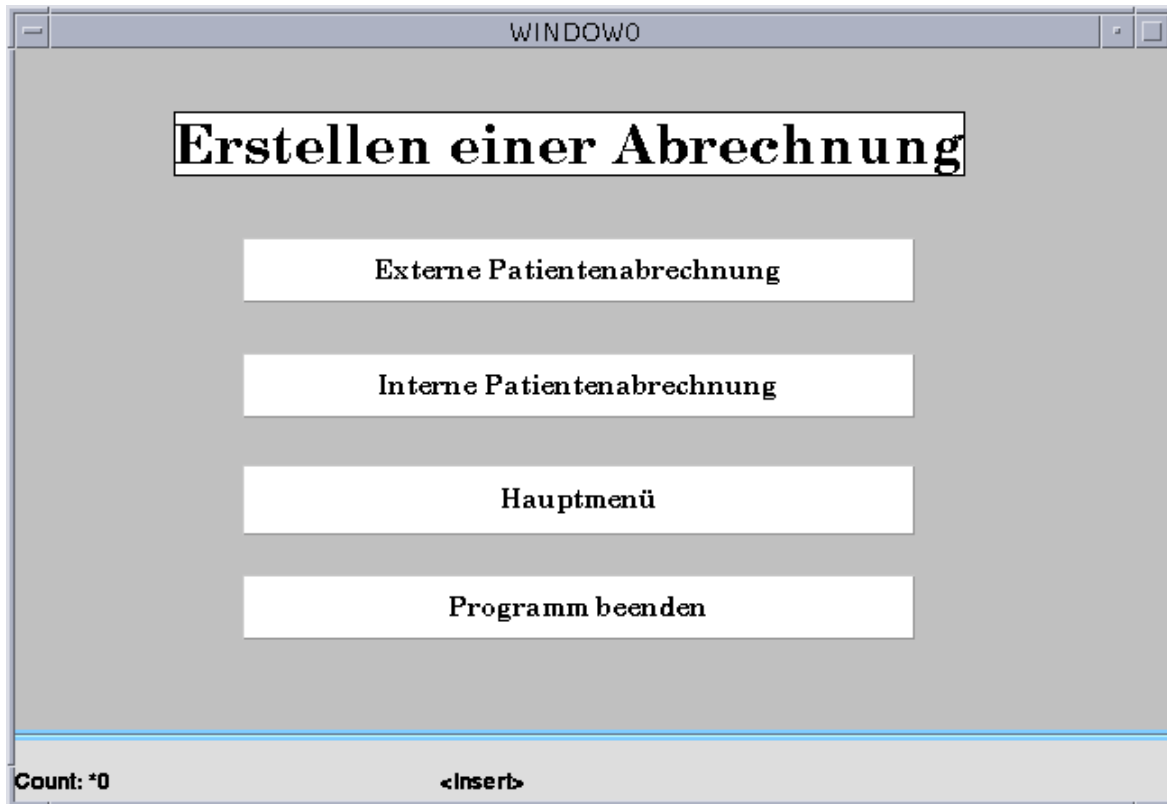 WINDOW0
Erstellen einer Abrechnung
Externe Patientenabrechnung
Interne Patientenabrechnung
Hauptmenü
Programm beenden
Count: *0 <Insert>